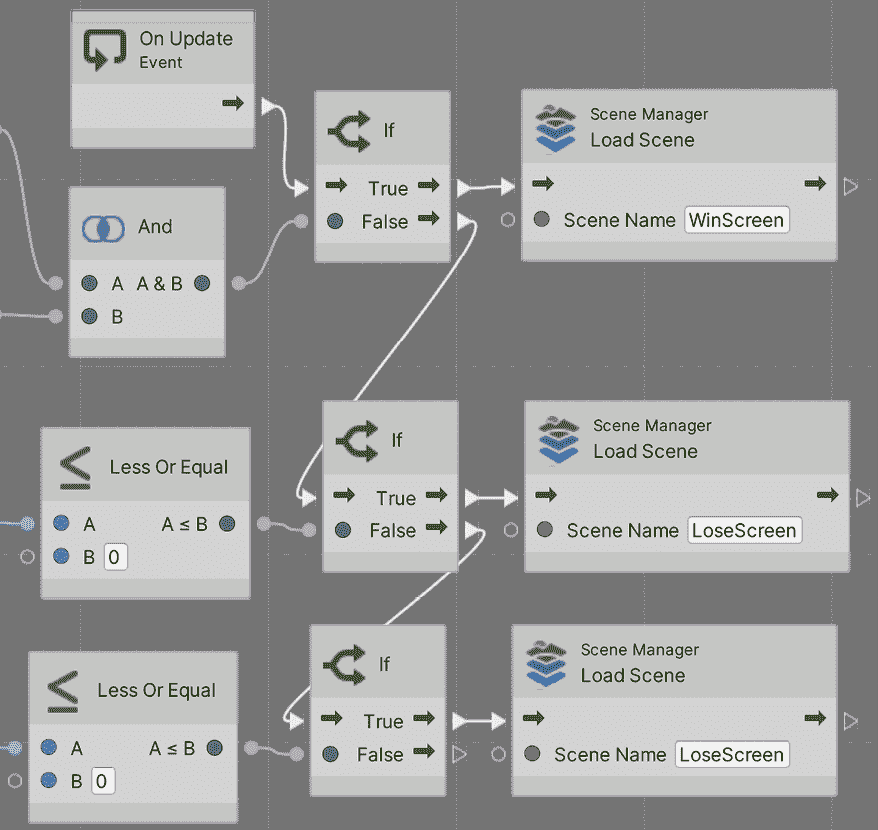 On Update
Event
If
True
False
Scene Manager
Load Scene
Scene Name WinScreen
And
A A & B
B
If
True
False
Scene Manager
Load Scene
Scene Name LoseScreen
Less Or Equal
A A ≤ B
B 0
If
True
False
Scene Manager
Load Scene
Scene Name LoseScreen
Less Or Equal
A A ≤ B
B 0